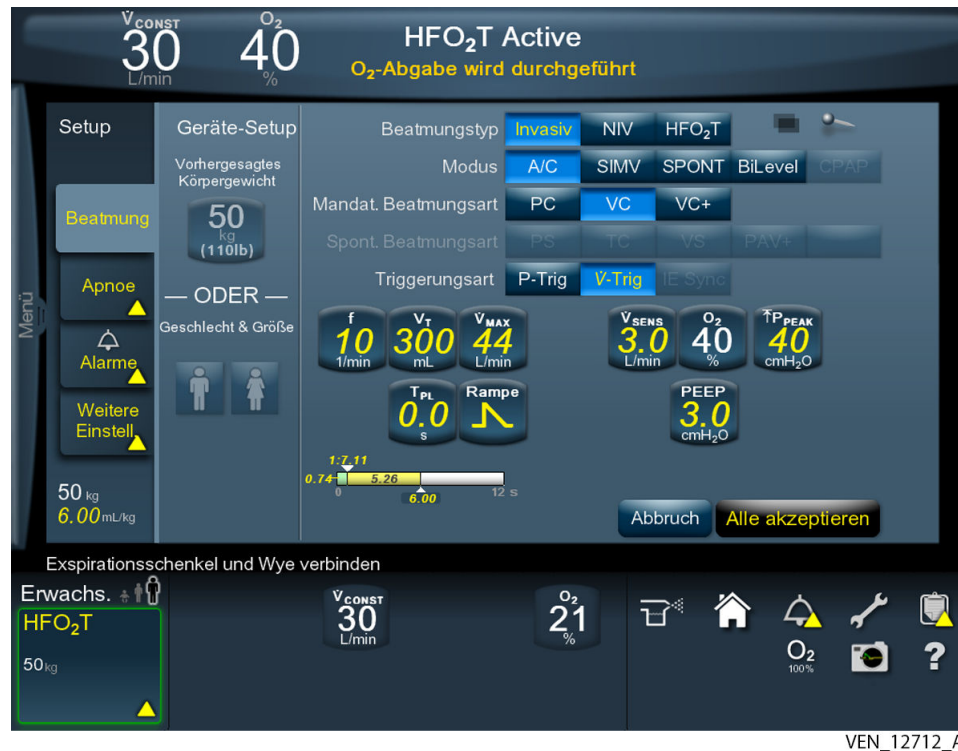 V̇CONST O₂
30 40
L/min %
HFO₂T Active
O₂-Abgabe wird durchgeführt
Menü
Setup
Beatmung
Apnoe
Alarme
Weitere
Einstell.
50 kg
6.00 mL/kg
Geräte-Setup
Vorhergesagtes
Körpergewicht
50
kg
(110lb)
— ODER —
Geschlecht & Größe
Beatmungstyp Invasiv NIV HFO₂T
Modus A/C SIMV SPONT BiLevel CPAP
Mandat. Beatmungsart PC VC VC+
Spont. Beatmungsart PS TC VS PAV+
Triggerungsart P-Trig V̇-Trig IE Sync
f VT V̇MAX V̇SENS O₂ PPEAK
10 300 44 3.0 40 40
1/min mL L/min L/min % cmH₂O
TPL Rampe PEEP
0.0 3.0
s cmH₂O
1:7.11
0.74 5.26
0 6.00 12 s
Abbruch Alle akzeptieren
Exspirationsschenkel und Wye verbinden
Erwachs.
HFO₂T
50 kg
V̇CONST O₂
30 21
L/min %
O₂
100%
?
VEN_12712_A